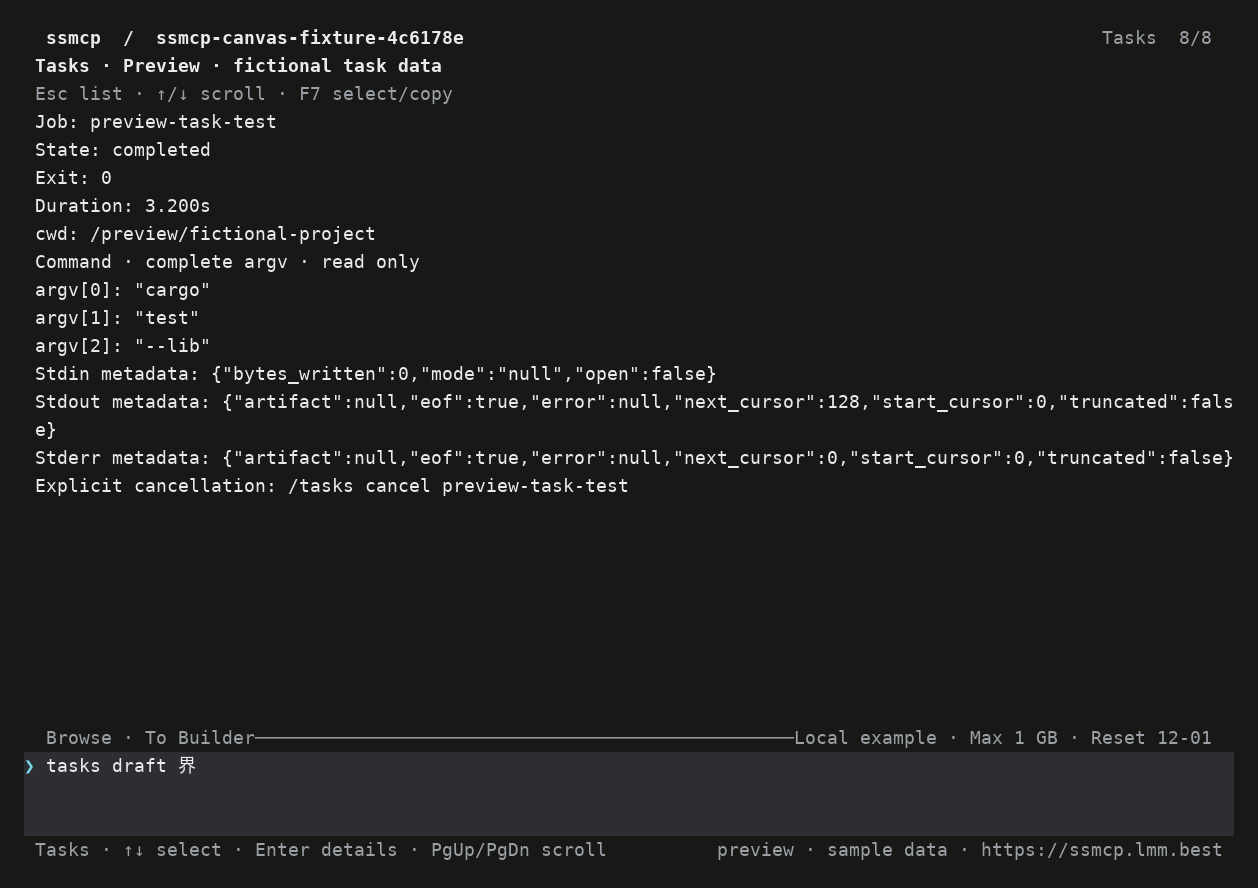 ssmcp / ssmcp-canvas-fixture-4c6178e Tasks 8/8
Tasks · Preview · fictional task data
Esc list · ↑/↓ scroll · F7 select/copy
Job: preview-task-test
State: completed
Exit: 0
Duration: 3.200s
cwd: /preview/fictional-project
Command · complete argv · read only
argv[0]: "cargo"
argv[1]: "test"
argv[2]: "--lib"
Stdin metadata: {"bytes_written":0,"mode":"null","open":false}
Stdout metadata: {"artifact":null,"eof":true,"error":null,"next_cursor":128,"start_cursor":0,"truncated":fals
e}
Stderr metadata: {"artifact":null,"eof":true,"error":null,"next_cursor":0,"start_cursor":0,"truncated":false}
Explicit cancellation: /tasks cancel preview-task-test
Browse · To Builder Local example · Max 1 GB · Reset 12-01
❯ tasks draft 界
Tasks · ↑↓ select · Enter details · PgUp/PgDn scroll preview · sample data · https://ssmcp.lmm.best